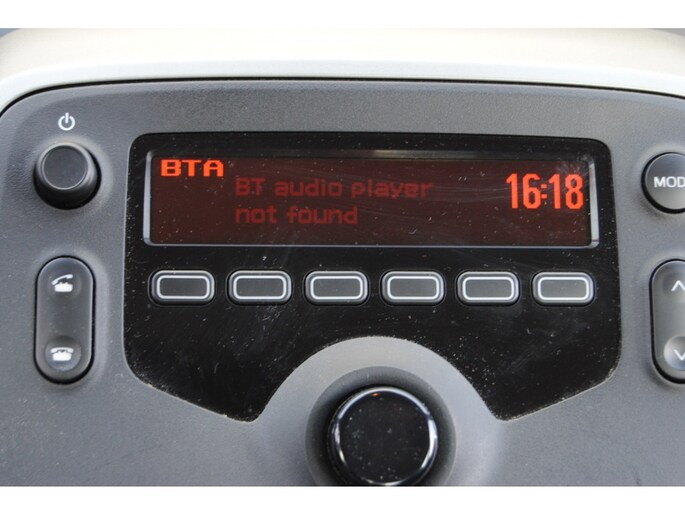 BTA
BT audio player
not found
16:18
MOD